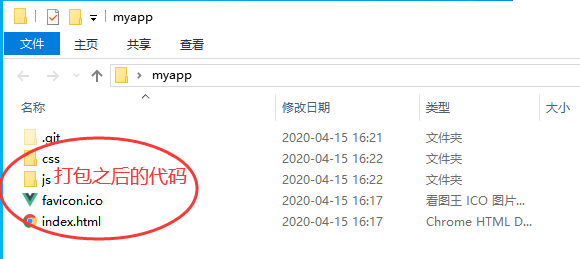 myapp
文件 主页 共享 查看
myapp
名称 修改日期 类型 大小
.git 2020-04-15 16:21 文件夹
css 2020-04-15 16:22 文件夹
js 打包之后的代码 2020-04-15 16:22 文件夹
favicon.ico 2020-04-15 16:17 看图王 ICO 图片...
index.html 2020-04-15 16:17 Chrome HTML D...